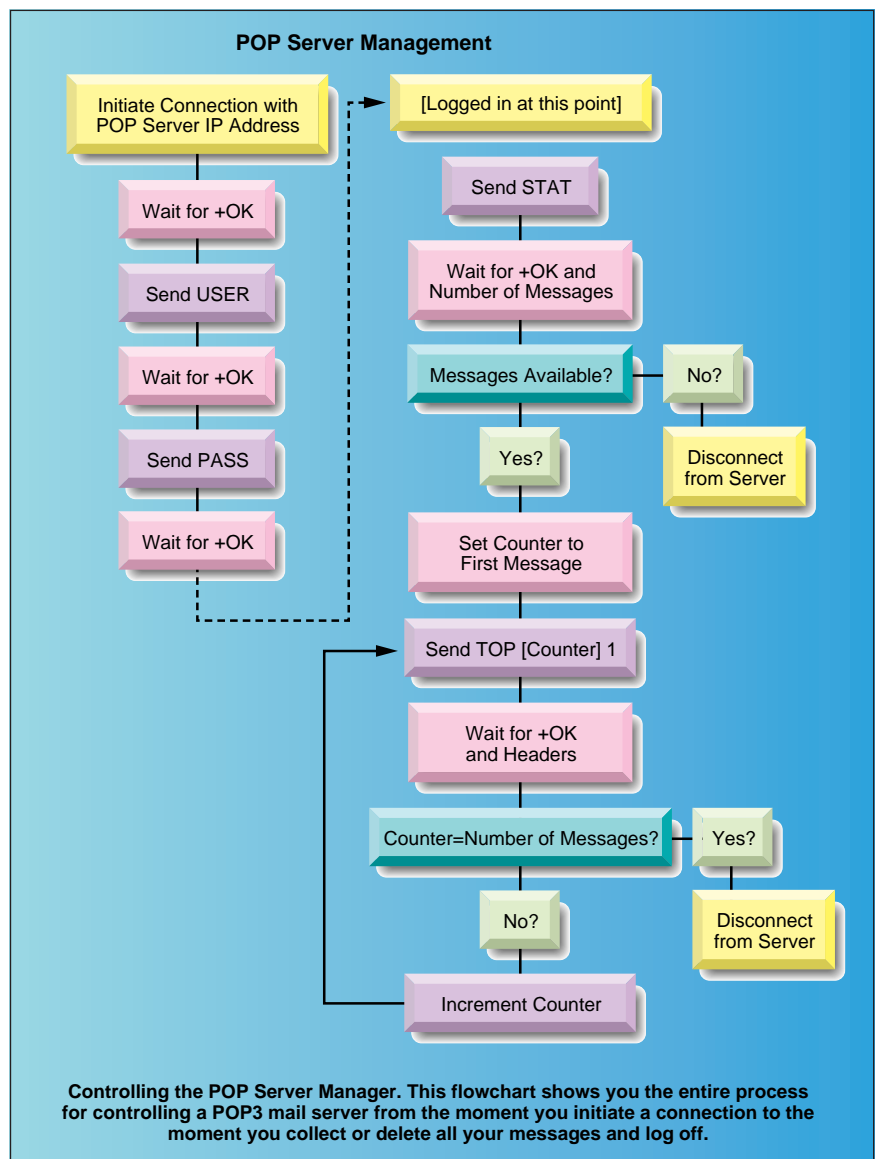 POP Server Management
Initiate Connection with
POP Server IP Address
Wait for +OK
Send USER
Wait for +OK
Send PASS
Wait for +OK
[Logged in at this point]
Send STAT
Wait for +OK and
Number of Messages
Messages Available?
No?
Disconnect
from Server
Yes?
Set Counter to
First Message
Send TOP [Counter] 1
Wait for +OK
and Headers
Counter=Number of Messages?
Yes?
Disconnect
from Server
No?
Increment Counter
Controlling the POP Server Manager. This flowchart shows you the entire process
for controlling a POP3 mail server from the moment you initiate a connection to the
moment you collect or delete all your messages and log off.